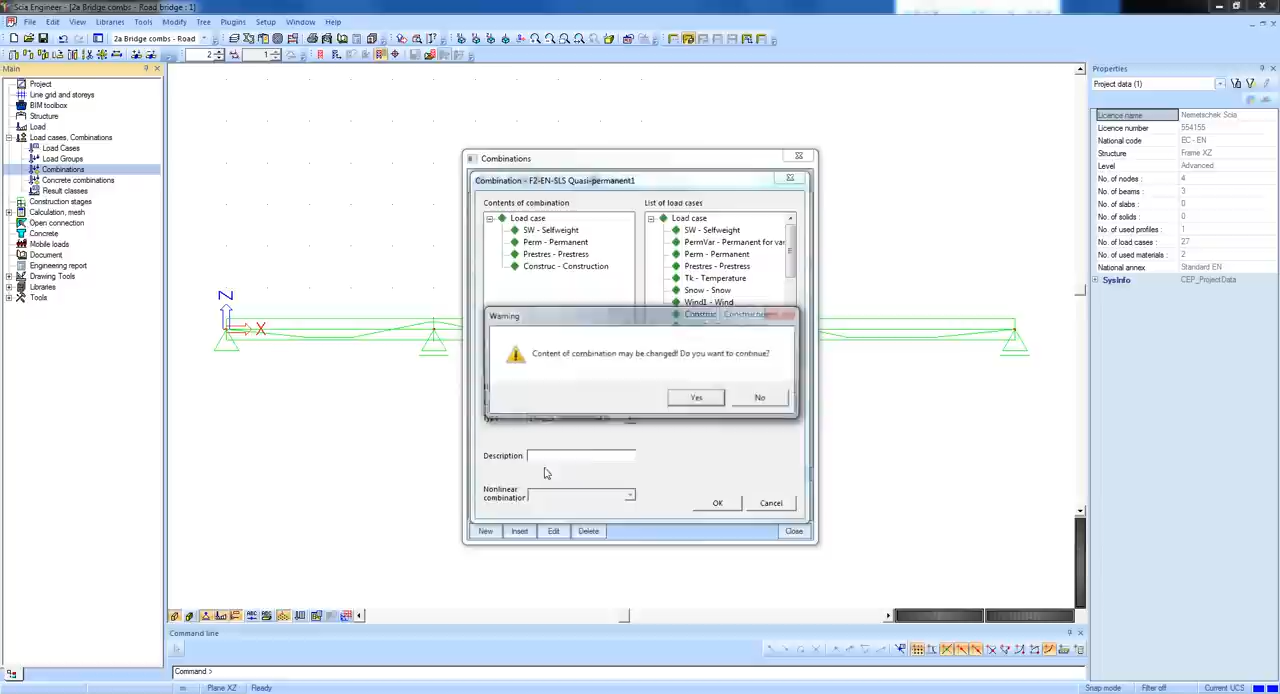 Scia Engineer - [2a Bridge combs - Road bridge : 1]
File Edit View Libraries Tools Modify Tree Plugins Setup Window Help
2a Bridge combs - Road
2
1
Main
Project
Line grid and storeys
BIM toolbox
Structure
Load
Load cases, Combinations
Load Cases
Load Groups
Combinations
Concrete combinations
Result classes
Construction stages
Calculation, mesh
Open connection
Concrete
Mobile loads
Document
Engineering report
Drawing Tools
Libraries
Tools
Z
X
Combinations
Combination - F2-EN-SLS Quasi-permanent1
Contents of combination
List of load cases
Load case
SW - Selfweight
Perm - Permanent
Prestres - Prestress
Construc - Construction
Load case
SW - Selfweight
PermVar - Permanent for var
Perm - Permanent
Prestres - Prestress
Tk - Temperature
Snow - Snow
Wind1 - Wind
Construc
Warning
Content of combination may be changed! Do you want to continue?
Yes
No
Type
Description
Nonlinear
combination
OK
Cancel
New
Insert
Edit
Delete
Close
Properties
Project data (1)
Licence name Nemetschek Scia
Licence number 554155
National code EC - EN
Structure Frame XZ
Level Advanced
No. of nodes : 4
No. of beams : 3
No. of slabs : 0
No. of solids : 0
No. of used profiles : 1
No. of load cases : 27
No. of used materials : 2
National annex Standard EN
SysInfo CEP_ProjectData
Command line
Command >
Plane XZ
Ready
Snap mode
Filter off
Current UCS